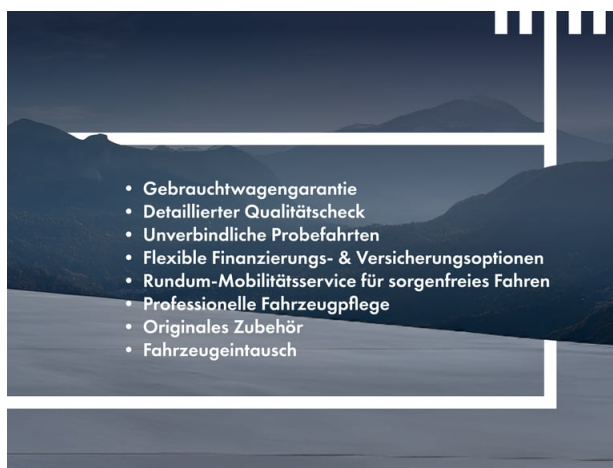 • Gebrauchtwagengarantie
• Detaillierter Qualitätscheck
• Unverbindliche Probefahrten
• Flexible Finanzierungs- & Versicherungsoptionen
• Rundum-Mobilitätsservice für sorgenfreies Fahren
• Professionelle Fahrzeugpflege
• Originales Zubehör
• Fahrzeugeintausch